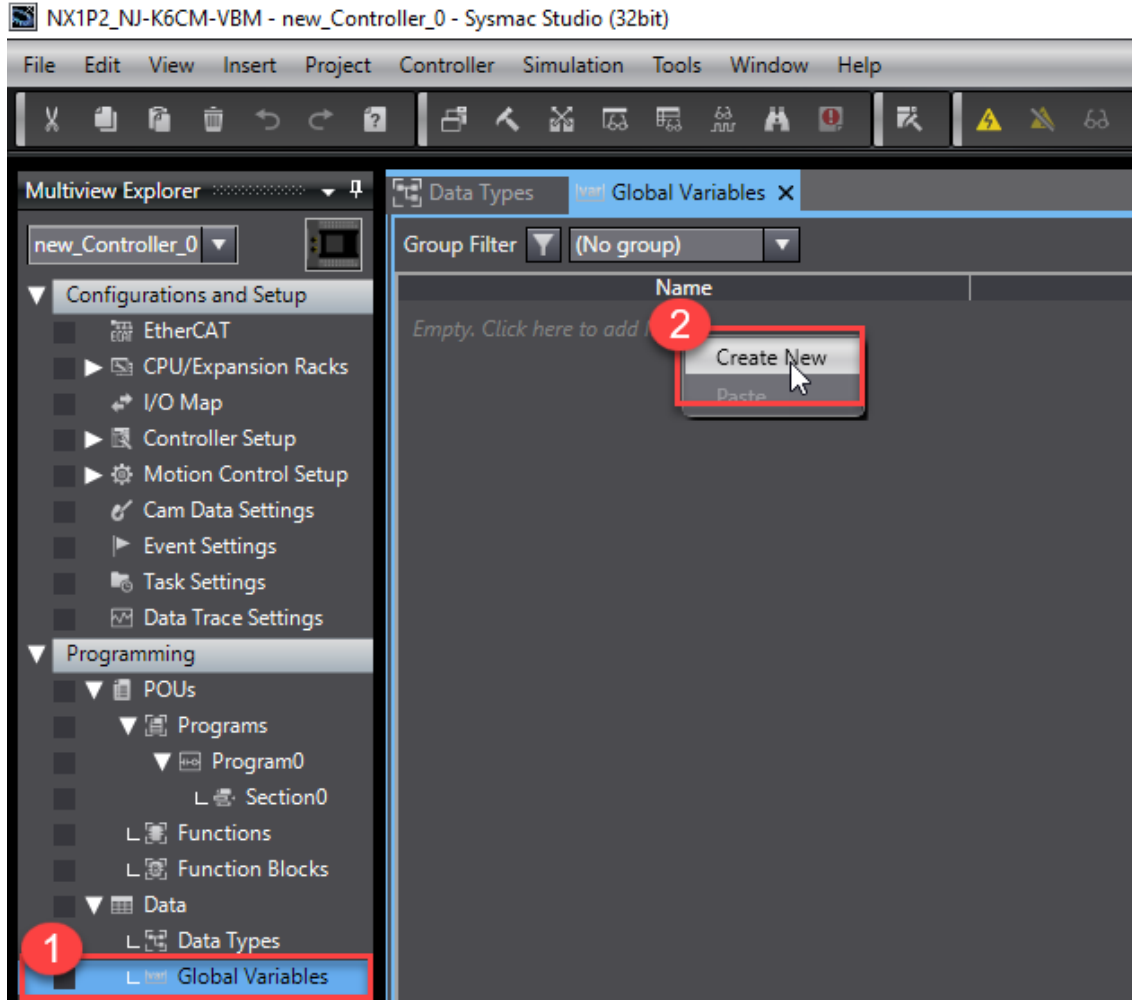 NX1P2_NJ-K6CM-VBM - new_Controller_0 - Sysmac Studio (32bit)
File Edit View Insert Project Controller Simulation Tools Window Help
Multiview Explorer
new_Controller_0
Configurations and Setup
EtherCAT
CPU/Expansion Racks
I/O Map
Controller Setup
Motion Control Setup
Cam Data Settings
Event Settings
Task Settings
Data Trace Settings
Programming
POUs
Programs
Program0
Section0
Functions
Function Blocks
Data
1
Data Types
Global Variables
Data Types var Global Variables
Group Filter (No group)
Name
Empty. Click here to add
2
Create New
Paste